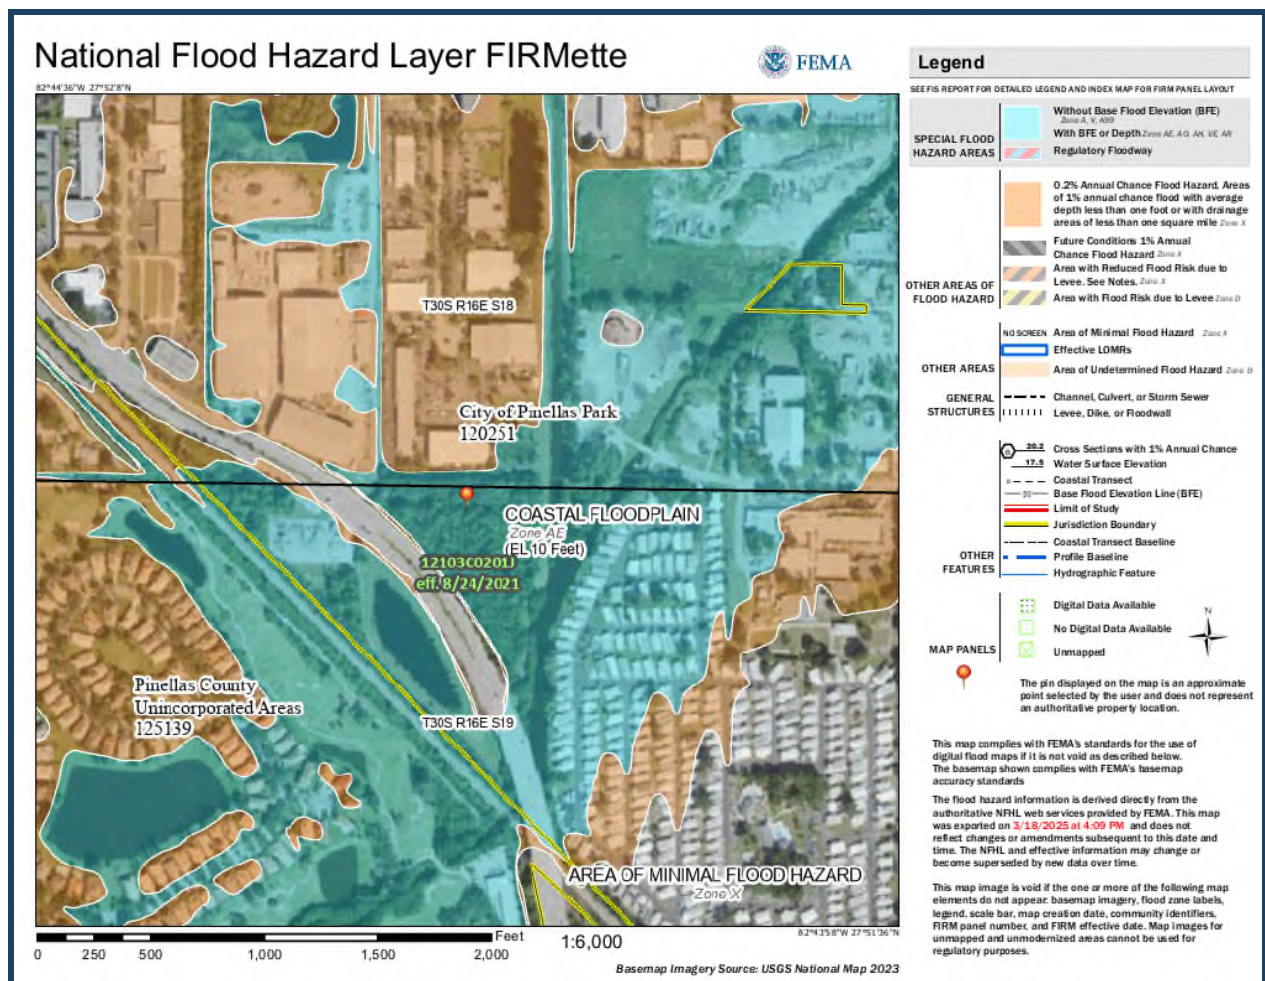 National Flood Hazard Layer FIRMette
FEMA
82°44'36"W 27°52'8"N
T30S R16E S18
City of Pinellas Park
120251
COASTAL FLOODPLAIN
Zone AE
(EL 10 Feet)
12103C0201J
eff. 8/24/2021
Pinellas County
Unincorporated Areas
125139
T30S R16E S19
AREA OF MINIMAL FLOOD HAZARD
Zone X
82°43'58"W 27°51'36"N
Feet
1:6,000
0 250 500 1,000 1,500 2,000
Basemap Imagery Source: USGS National Map 2023
Legend
SEE FIS REPORT FOR DETAILED LEGEND AND INDEX MAP FOR FIRM PANEL LAYOUT
SPECIAL FLOOD
HAZARD AREAS
Without Base Flood Elevation (BFE)
Zone A, V, A99
With BFE or Depth Zone AE, AO, AH, VE, AR
Regulatory Floodway
OTHER AREAS OF
FLOOD HAZARD
0.2% Annual Chance Flood Hazard, Areas
of 1% annual chance flood with average
depth less than one foot or with drainage
areas of less than one square mile Zone X
Future Conditions 1% Annual
Chance Flood Hazard Zone X
Area with Reduced Flood Risk due to
Levee. See Notes. Zone X
Area with Flood Risk due to Levee Zone D
OTHER AREAS
NO SCREEN Area of Minimal Flood Hazard Zone X
Effective LOMRs
Area of Undetermined Flood Hazard Zone D
GENERAL
STRUCTURES
Channel, Culvert, or Storm Sewer
Levee, Dike, or Floodwall
OTHER
FEATURES
20.2 Cross Sections with 1% Annual Chance
17.5 Water Surface Elevation
Coastal Transect
Base Flood Elevation Line (BFE)
Limit of Study
Jurisdiction Boundary
Coastal Transect Baseline
Profile Baseline
Hydrographic Feature
MAP PANELS
Digital Data Available
No Digital Data Available
Unmapped
N
The pin displayed on the map is an approximate
point selected by the user and does not represent
an authoritative property location.
This map complies with FEMA's standards for the use of
digital flood maps if it is not void as described below.
The basemap shown complies with FEMA's basemap
accuracy standards
The flood hazard information is derived directly from the
authoritative NFHL web services provided by FEMA. This map
was exported on 3/18/2025 at 4:09 PM and does not
reflect changes or amendments subsequent to this date and
time. The NFHL and effective information may change or
become superseded by new data over time.
This map image is void if the one or more of the following map
elements do not appear: basemap imagery, flood zone labels,
legend, scale bar, map creation date, community identifiers,
FIRM panel number, and FIRM effective date. Map images for
unmapped and unmodernized areas cannot be used for
regulatory purposes.